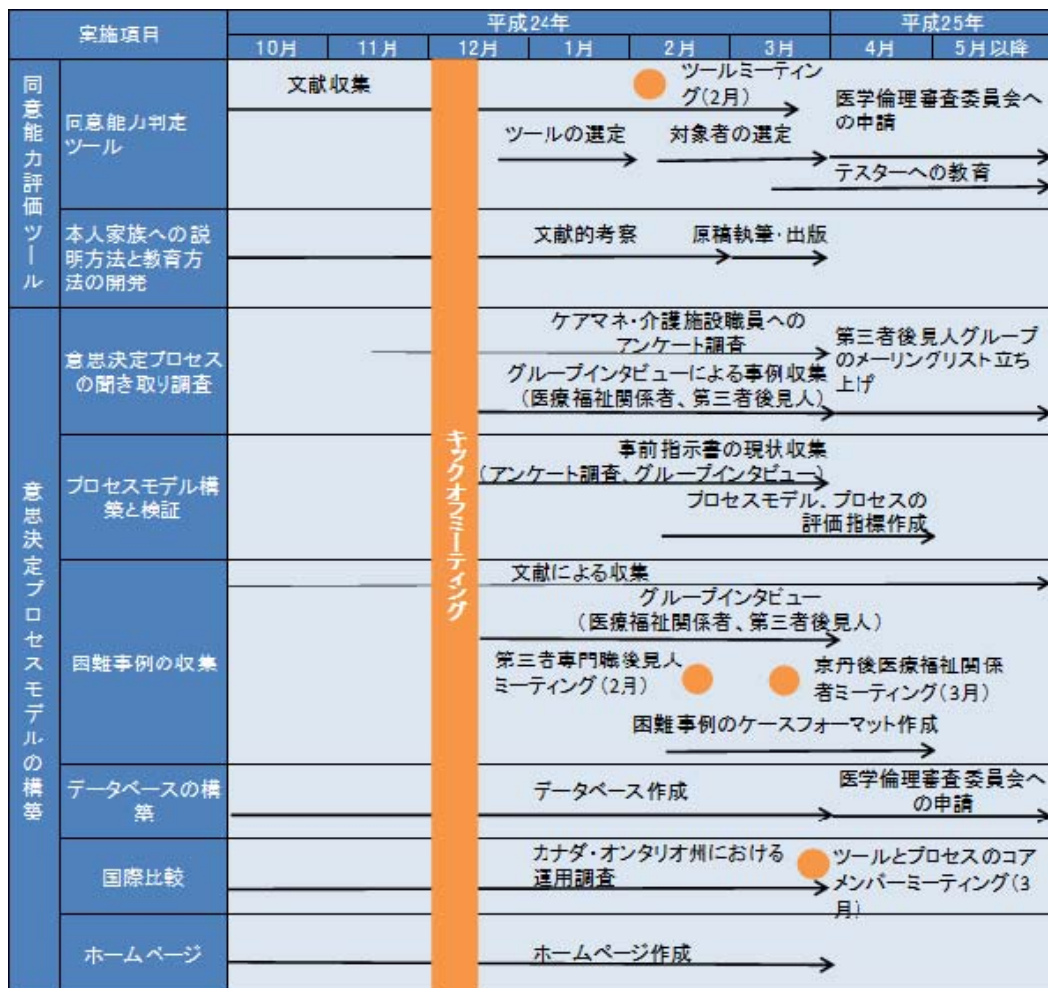 実施項目
平成24年
平成25年
10月
11月
12月
1月
2月
3月
4月
5月以降
同意能力評価ツール
同意能力判定
ツール
文献収集
ツールミーティン
グ(2月)
医学倫理審査委員会へ
の申請
ツールの選定
対象者の選定
テスターへの教育
本人家族への説
明方法と教育方
法の開発
文献的考察
原稿執筆・出版
キックオフミーティング
意思決定プロセスモデルの構築
意思決定プロセス
の聞き取り調査
ケアマネ・介護施設職員への
アンケート調査
第三者後見人グループ
のメーリングリスト立ち
上げ
グループインタビューによる事例収集
(医療福祉関係者、第三者後見人)
プロセスモデル構
築と検証
事前指示書の現状収集
(アンケート調査、グループインタビュー)
プロセスモデル、プロセスの
評価指標作成
困難事例の収集
文献による収集
グループインタビュー
(医療福祉関係者、第三者後見人)
第三者専門職後見人
ミーティング(2月)
京丹後医療福祉関係
者ミーティング(3月)
困難事例のケースフォーマット作成
データベースの構
築
データベース作成
医学倫理審査委員会へ
の申請
国際比較
カナダ・オンタリオ州における
運用調査
ツールとプロセスのコア
メンバーミーティング(3
月)
ホームページ
ホームページ作成